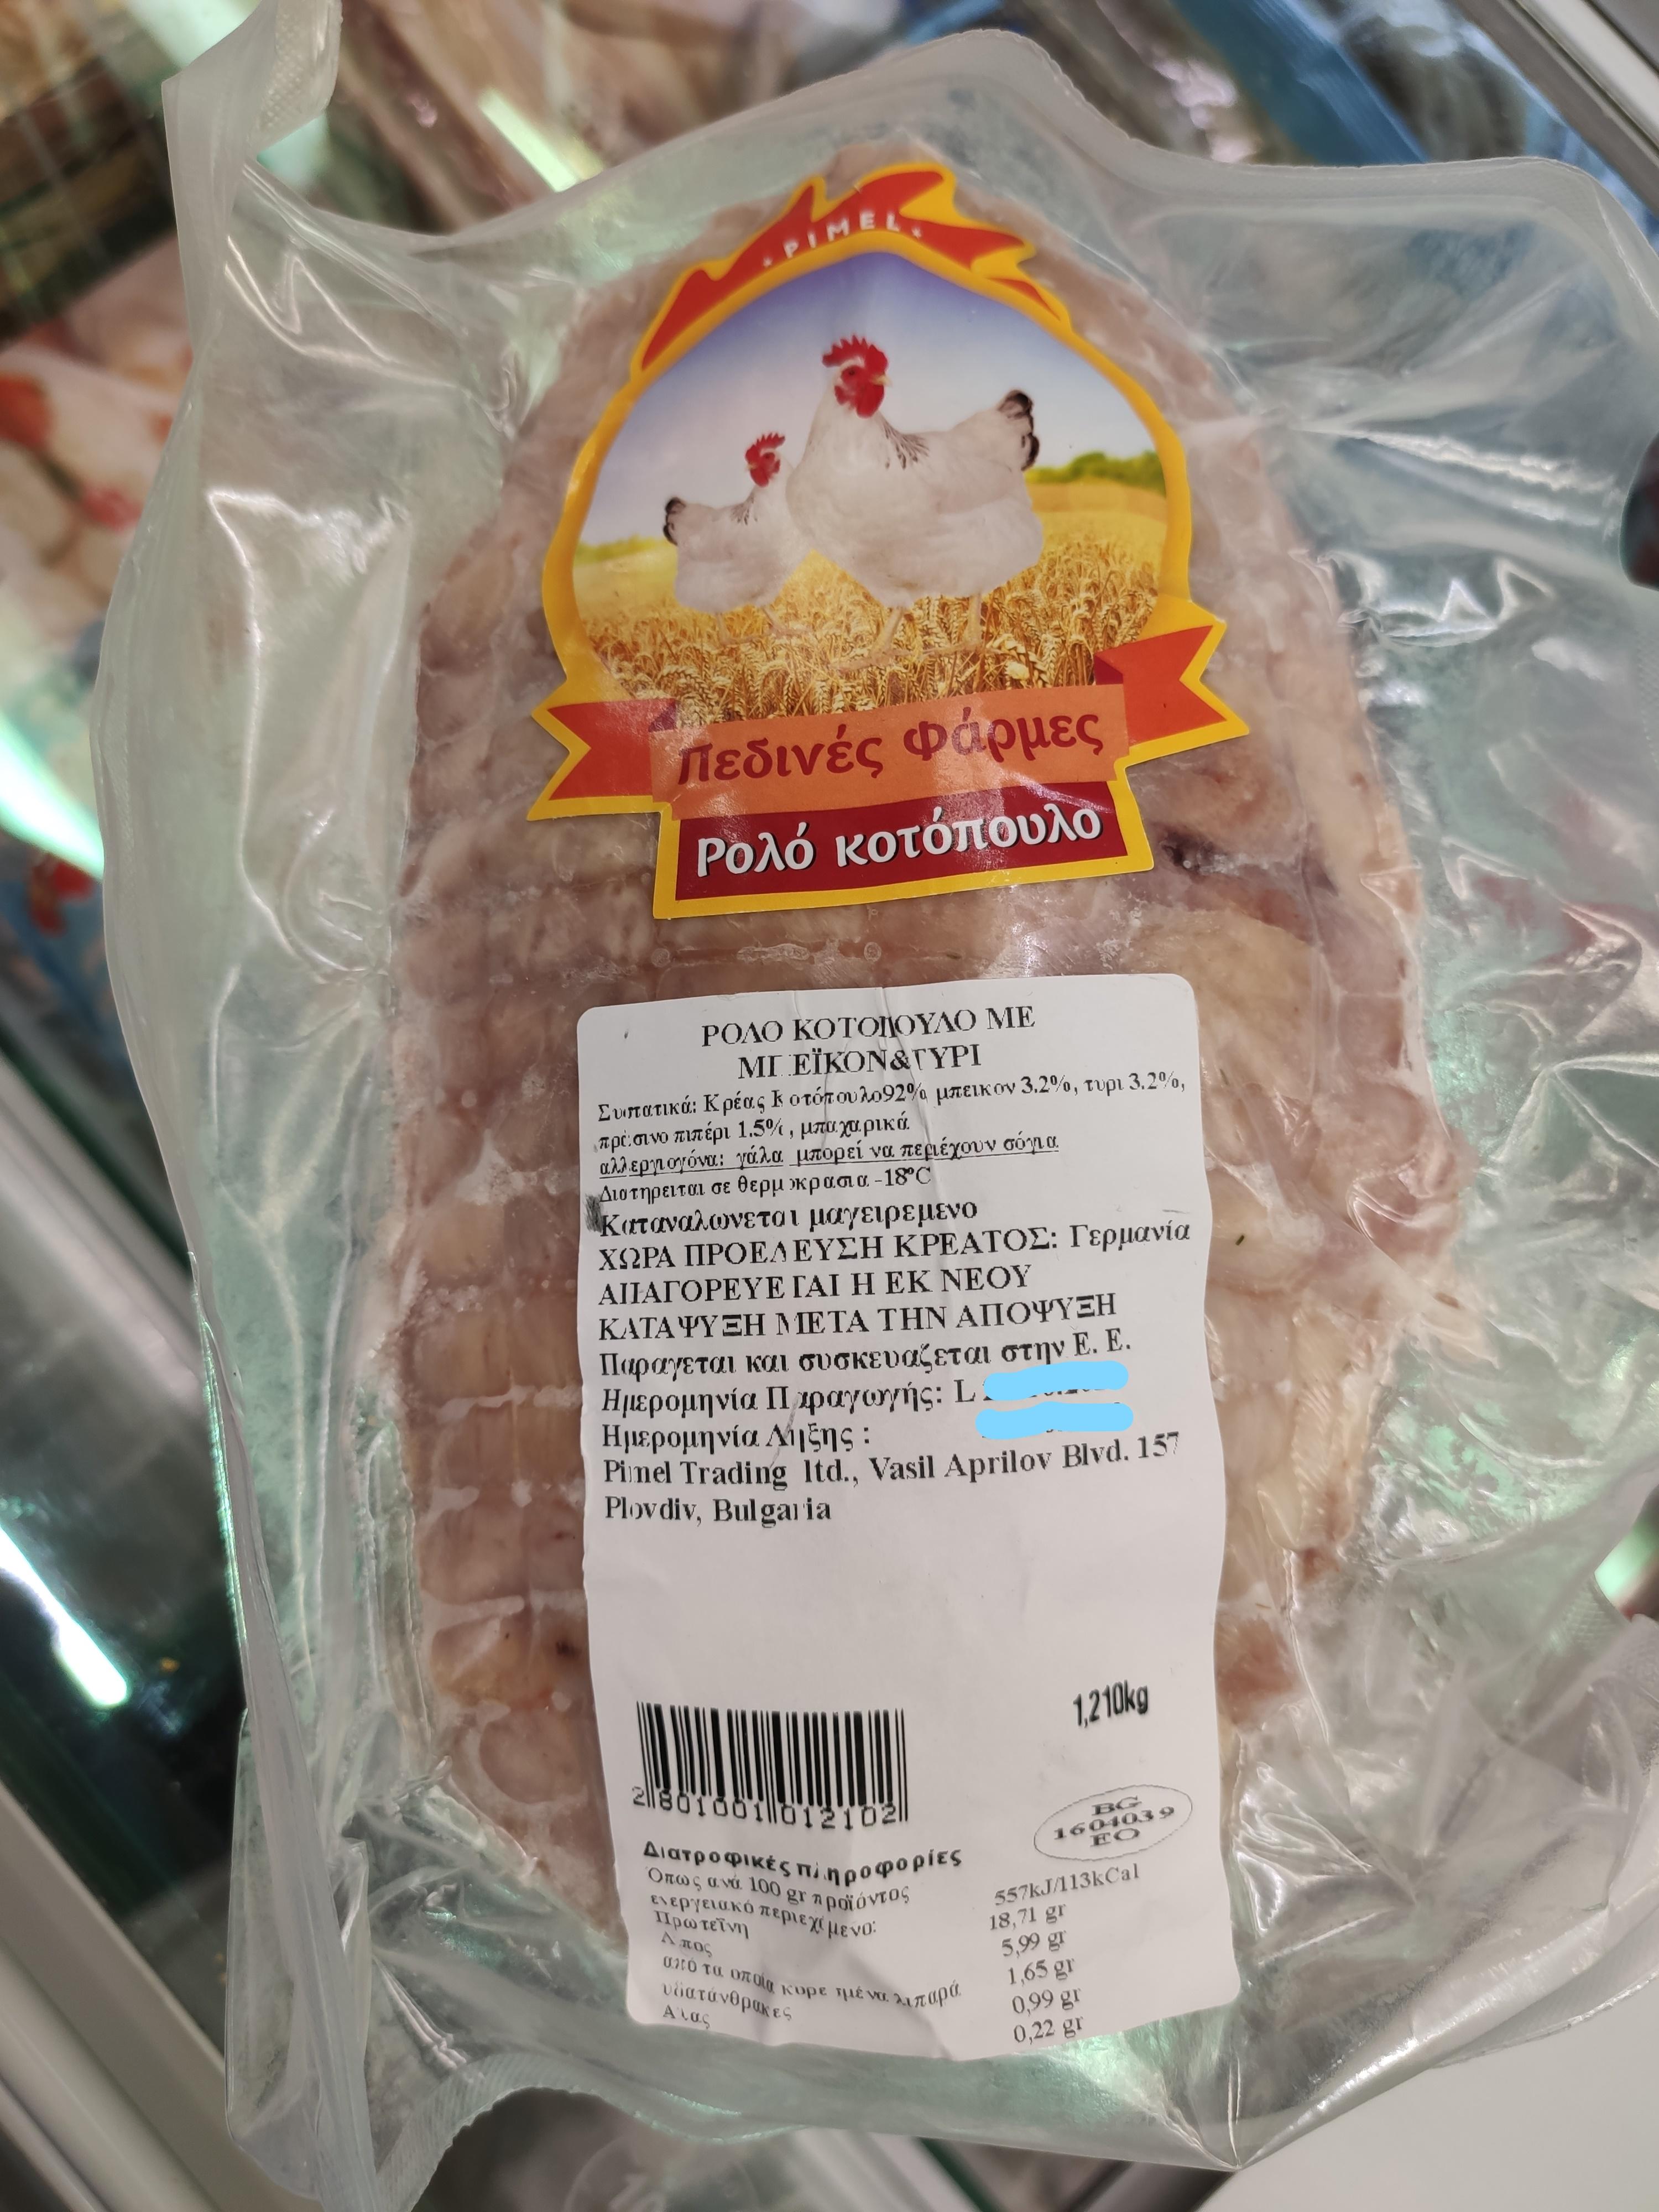 PIMEL
Πεδινές Φάρμες
Ρολό κοτόπουλο
ΡΟΛΟ ΚΟΤΟΠΟΥΛΟ ΜΕ
ΜΠΕΪΚΟΝ&ΤΥΡΙ
Συστατικά: Κρέας Κοτόπουλο92% μπεικον 3.2%, τυρι 3.2%,
πράσινο πιπέρι 1.5%, μπαχαρικά
αλλεργιογόνα: γάλα μπορεί να περιέχουν σόγια
Διατηρειται σε θερμοκρασια -18°C
Καταναλωνεται μαγειρεμενο
ΧΩΡΑ ΠΡΟΕΛΕΥΣΗ ΚΡΕΑΤΟΣ: Γερμανία
ΑΠΑΓΟΡΕΥΕΤΑΙ Η ΕΚ ΝΕΟΥ
ΚΑΤΑΨΥΞΗ ΜΕΤΑ ΤΗΝ ΑΠΟΨΥΞΗ
Παραγεται και συσκευαζεται στην Ε. Ε.
Ημερομηνία Παραγωγής: L
Ημερομηνία Λήξης :
Pimel Trading ltd., Vasil Aprilov Blvd. 157
Plovdiv, Bulgaria
1,210kg
2801001012102
BG
1604039
EO
Διατροφικές πληροφορίες
Όπως ανά 100 gr προϊόντος
ενεργειακό περιεχόμενο: 557kJ/113kCal
Πρωτεΐνη 18,71 gr
Λίπος 5,99 gr
από τα οποία κορεσμένα λιπαρά 1,65 gr
υδατάνθρακες 0,99 gr
Αλας 0,22 gr